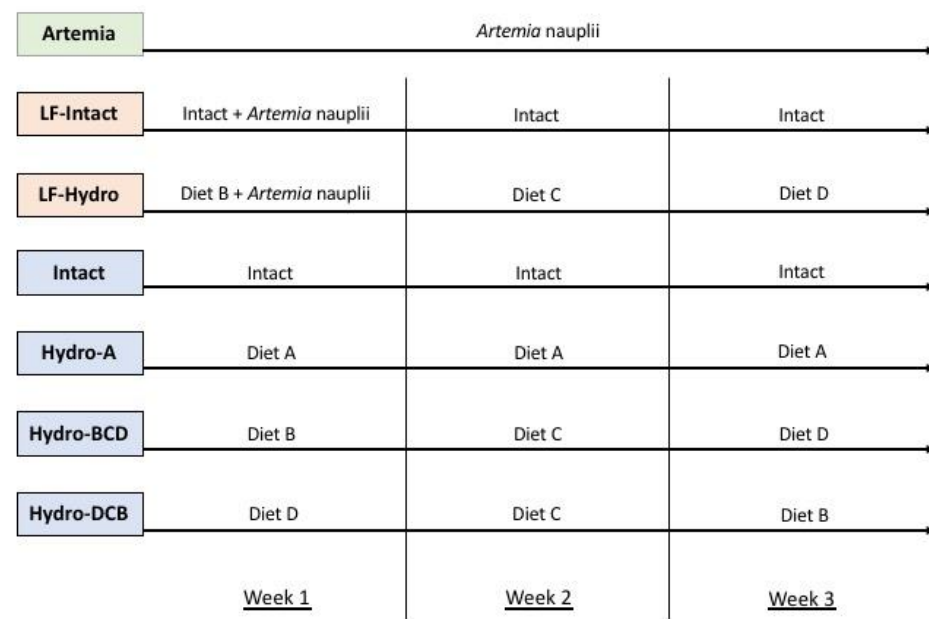 Artemia Artemia nauplii
LF-Intact Intact + Artemia nauplii Intact Intact
LF-Hydro Diet B + Artemia nauplii Diet C Diet D
Intact Intact Intact Intact
Hydro-A Diet A Diet A Diet A
Hydro-BCD Diet B Diet C Diet D
Hydro-DCB Diet D Diet C Diet B
Week 1 Week 2 Week 3